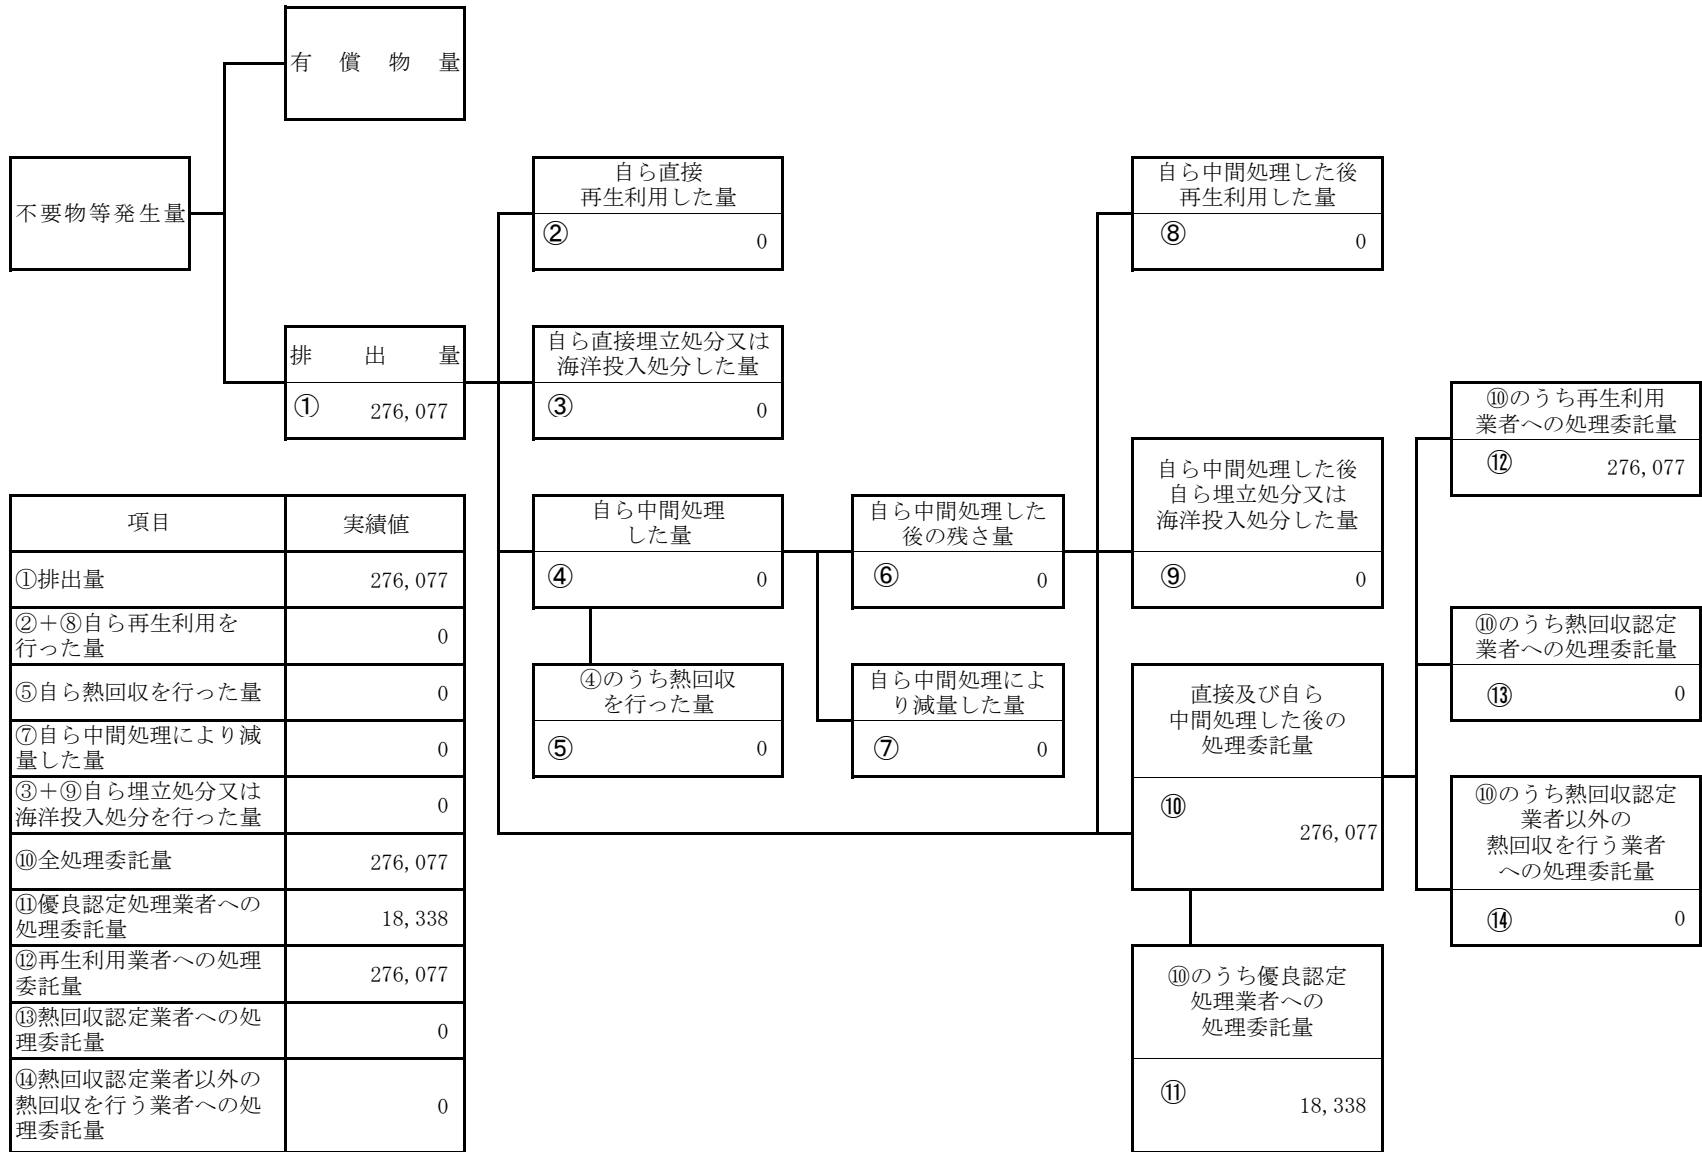 有償物量
不要物等発生量
自ら直接
再生利用した量
② 0
自ら中間処理した後
再生利用した量
⑧ 0
排出量
① 276,077
自ら直接埋立処分又は
海洋投入処分した量
③ 0
⑩のうち再生利用
業者への処理委託量
⑫ 276,077
自ら中間処理
した量
④ 0
自ら中間処理した
後の残さ量
⑥ 0
自ら中間処理した後
自ら埋立処分又は
海洋投入処分した量
⑨ 0
⑩のうち熱回収認定
業者への処理委託量
⑬ 0
④のうち熱回収
を行った量
⑤ 0
自ら中間処理によ
り減量した量
⑦ 0
直接及び自ら
中間処理した後の
処理委託量
⑩
276,077
⑩のうち熱回収認定
業者以外の
熱回収を行う業者
への処理委託量
⑭ 0
⑩のうち優良認定
処理業者への
処理委託量
⑪ 18,338
項目 実績値
①排出量 276,077
②+⑧自ら再生利用を
行った量 0
⑤自ら熱回収を行った量 0
⑦自ら中間処理により減
量した量 0
③+⑨自ら埋立処分又は
海洋投入処分を行った量 0
⑩全処理委託量 276,077
⑪優良認定処理業者への
処理委託量 18,338
⑫再生利用業者への処理
委託量 276,077
⑬熱回収認定業者への処
理委託量 0
⑭熱回収認定業者以外の
熱回収を行う業者への処
理委託量 0